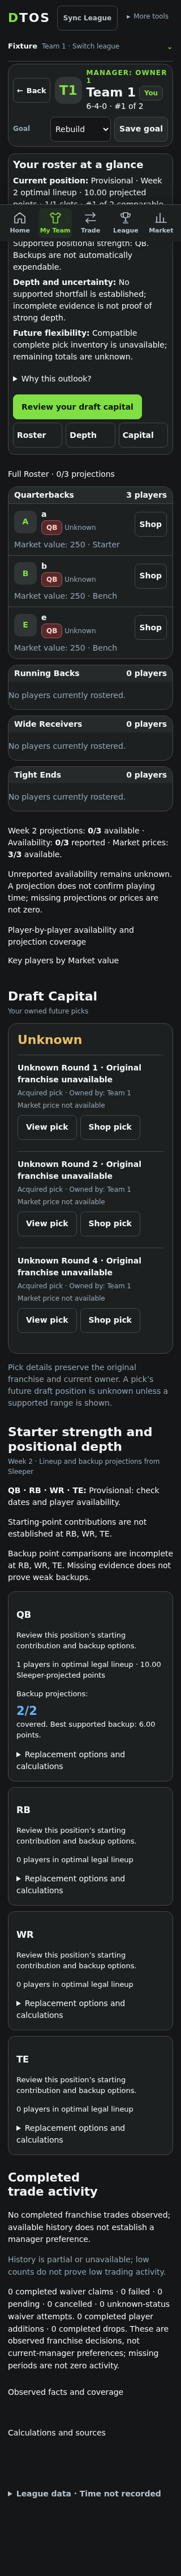 DTOS
Sync League
▸ More tools
Fixture Team 1 · Switch league
← Back
T1
MANAGER: OWNER
1
Team 1 You
6-4-0 · #1 of 2
Goal
Rebuild
Save goal
Your roster at a glance
Current position: Provisional · Week
2 optimal lineup · 10.00 projected
Home
My Team
Trade
League
Market
Supported positional strength: QB.
Backups are not automatically
expendable.
Depth and uncertainty: No
supported shortfall is established;
incomplete evidence is not proof of
strong depth.
Future flexibility: Compatible
complete pick inventory is unavailable;
remaining totals are unknown.
▸ Why this outlook?
Review your draft capital
Roster
Depth
Capital
Full Roster · 0/3 projections
Quarterbacks
3 players
A
a
QB Unknown
Shop
Market value: 250 · Starter
B
b
QB Unknown
Shop
Market value: 250 · Bench
E
e
QB Unknown
Shop
Market value: 250 · Bench
Running Backs
0 players
No players currently rostered.
Wide Receivers
0 players
No players currently rostered.
Tight Ends
0 players
No players currently rostered.
Week 2 projections: 0/3 available ·
Availability: 0/3 reported · Market prices:
3/3 available.
Unreported availability remains unknown.
A projection does not confirm playing
time; missing projections or prices are
not zero.
Player-by-player availability and
projection coverage
Key players by Market value
Draft Capital
Your owned future picks
Unknown
Unknown Round 1 · Original
franchise unavailable
Acquired pick · Owned by: Team 1
Market price not available
View pick
Shop pick
Unknown Round 2 · Original
franchise unavailable
Acquired pick · Owned by: Team 1
Market price not available
View pick
Shop pick
Unknown Round 4 · Original
franchise unavailable
Acquired pick · Owned by: Team 1
Market price not available
View pick
Shop pick
Pick details preserve the original
franchise and current owner. A pick's
future draft position is unknown unless a
supported range is shown.
Starter strength and
positional depth
Week 2 · Lineup and backup projections from
Sleeper
QB · RB · WR · TE: Provisional: check
dates and player availability.
Starting-point contributions are not
established at RB, WR, TE.
Backup point comparisons are incomplete
at RB, WR, TE. Missing evidence does not
prove weak backups.
QB
Review this position's starting
contribution and backup options.
1 players in optimal legal lineup · 10.00
Sleeper-projected points
Backup projections:
2/2
covered. Best supported backup: 6.00
points.
▸ Replacement options and
calculations
RB
Review this position's starting
contribution and backup options.
0 players in optimal legal lineup
▸ Replacement options and
calculations
WR
Review this position's starting
contribution and backup options.
0 players in optimal legal lineup
▸ Replacement options and
calculations
TE
Review this position's starting
contribution and backup options.
0 players in optimal legal lineup
▸ Replacement options and
calculations
Completed
trade activity
No completed franchise trades observed;
available history does not establish a
manager preference.
History is partial or unavailable; low
counts do not prove low trading activity.
0 completed waiver claims · 0 failed · 0
pending · 0 cancelled · 0 unknown-status
waiver attempts. 0 completed player
additions · 0 completed drops. These are
observed franchise decisions, not
current-manager preferences; missing
periods are not zero activity.
Observed facts and coverage
Calculations and sources
▸ League data · Time not recorded